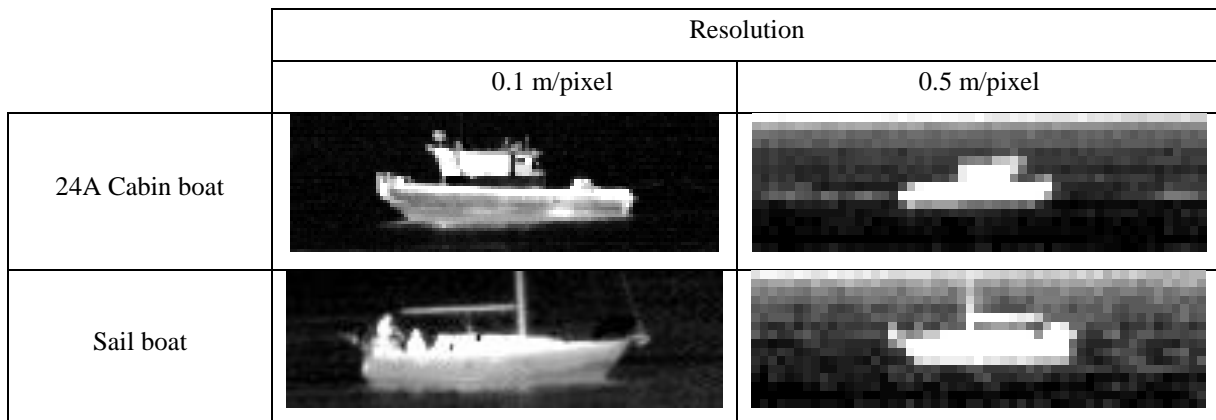 Resolution
0.1 m/pixel
0.5 m/pixel
24A Cabin boat
Sail boat